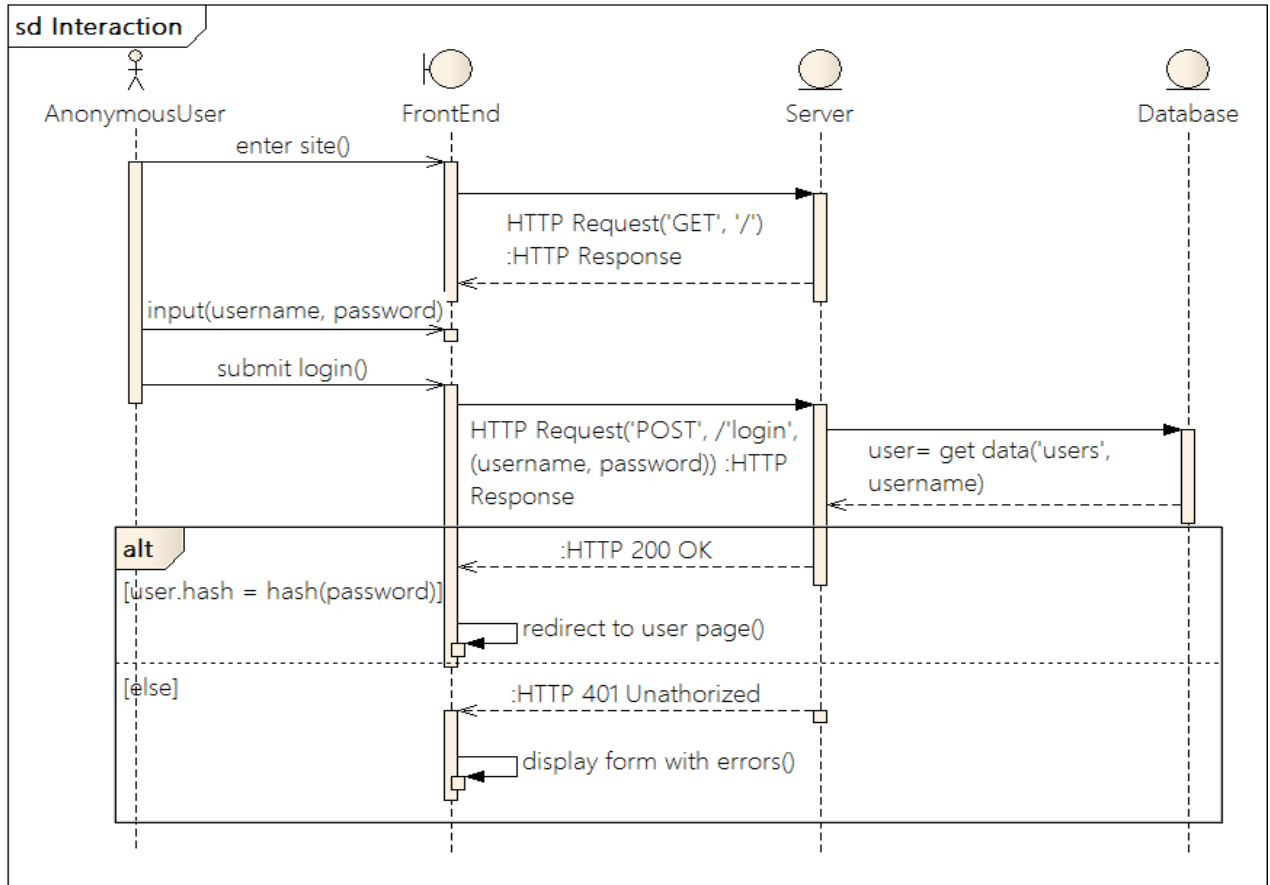 sd Interaction
AnonymousUser
FrontEnd
Server
Database
enter site()
HTTP Request('GET', '/')
:HTTP Response
input(username, password)
submit login()
HTTP Request('POST', /'login',
(username, password)) :HTTP
Response
user= get data('users',
username)
alt
:HTTP 200 OK
[user.hash = hash(password)]
redirect to user page()
[else]
:HTTP 401 Unathorized
display form with errors()